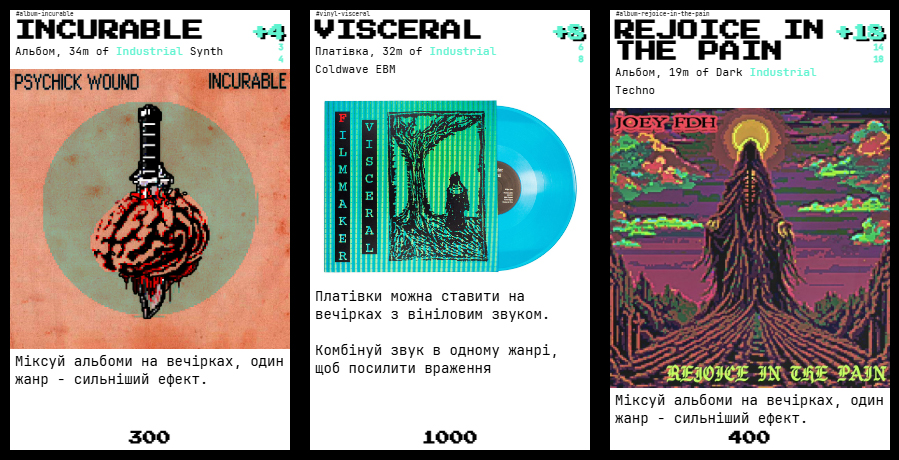 #album-incurable
INCURABLE
+4
Альбом, 34m of Industrial Synth
3
4
PSYCHICK WOUND
INCURABLE
Міксуй альбоми на вечірках, один
жанр - сильніший ефект.
300
#vinyl-visceral
VISCERAL
+8
Платівка, 32m of Industrial
Coldwave EBM
6
8
FILMMAKER
VISCERAL
Платівки можна ставити на
вечірках з вініловим звуком.
Комбінуй звук в одному жанрі,
щоб посилити враження
1000
#album-rejoice-in-the-pain
REJOICE IN
THE PAIN
+18
14
18
Альбом, 19m of Dark Industrial
Techno
JOEY FDH
REJOICE IN THE PAIN
Міксуй альбоми на вечірках, один
жанр - сильніший ефект.
400